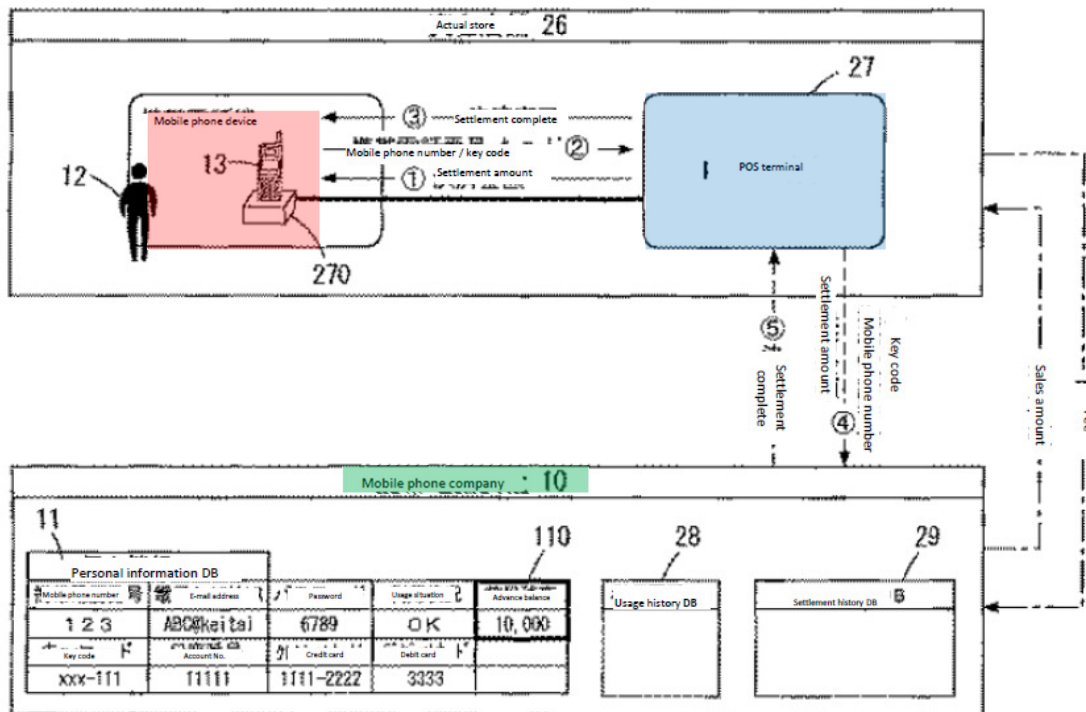 Actual store 26
27
Mobile phone device
③ Settlement complete
Mobile phone number / key code ②
① Settlement amount
12
13
POS terminal
270
⑤
Settlement complete
Settlement amount
Mobile phone number
Key code
④
Sales amount
Mobile phone company 10
11
110
28
29
Personal information DB
Mobile phone number E-mail address Password Usage situation Advance balance
123 ABC@keitai 6789 OK 10,000
Key code Account No. Credit card Debit card
xxx-111 11111 1111-2222 3333
Usage history DB
Settlement history DB